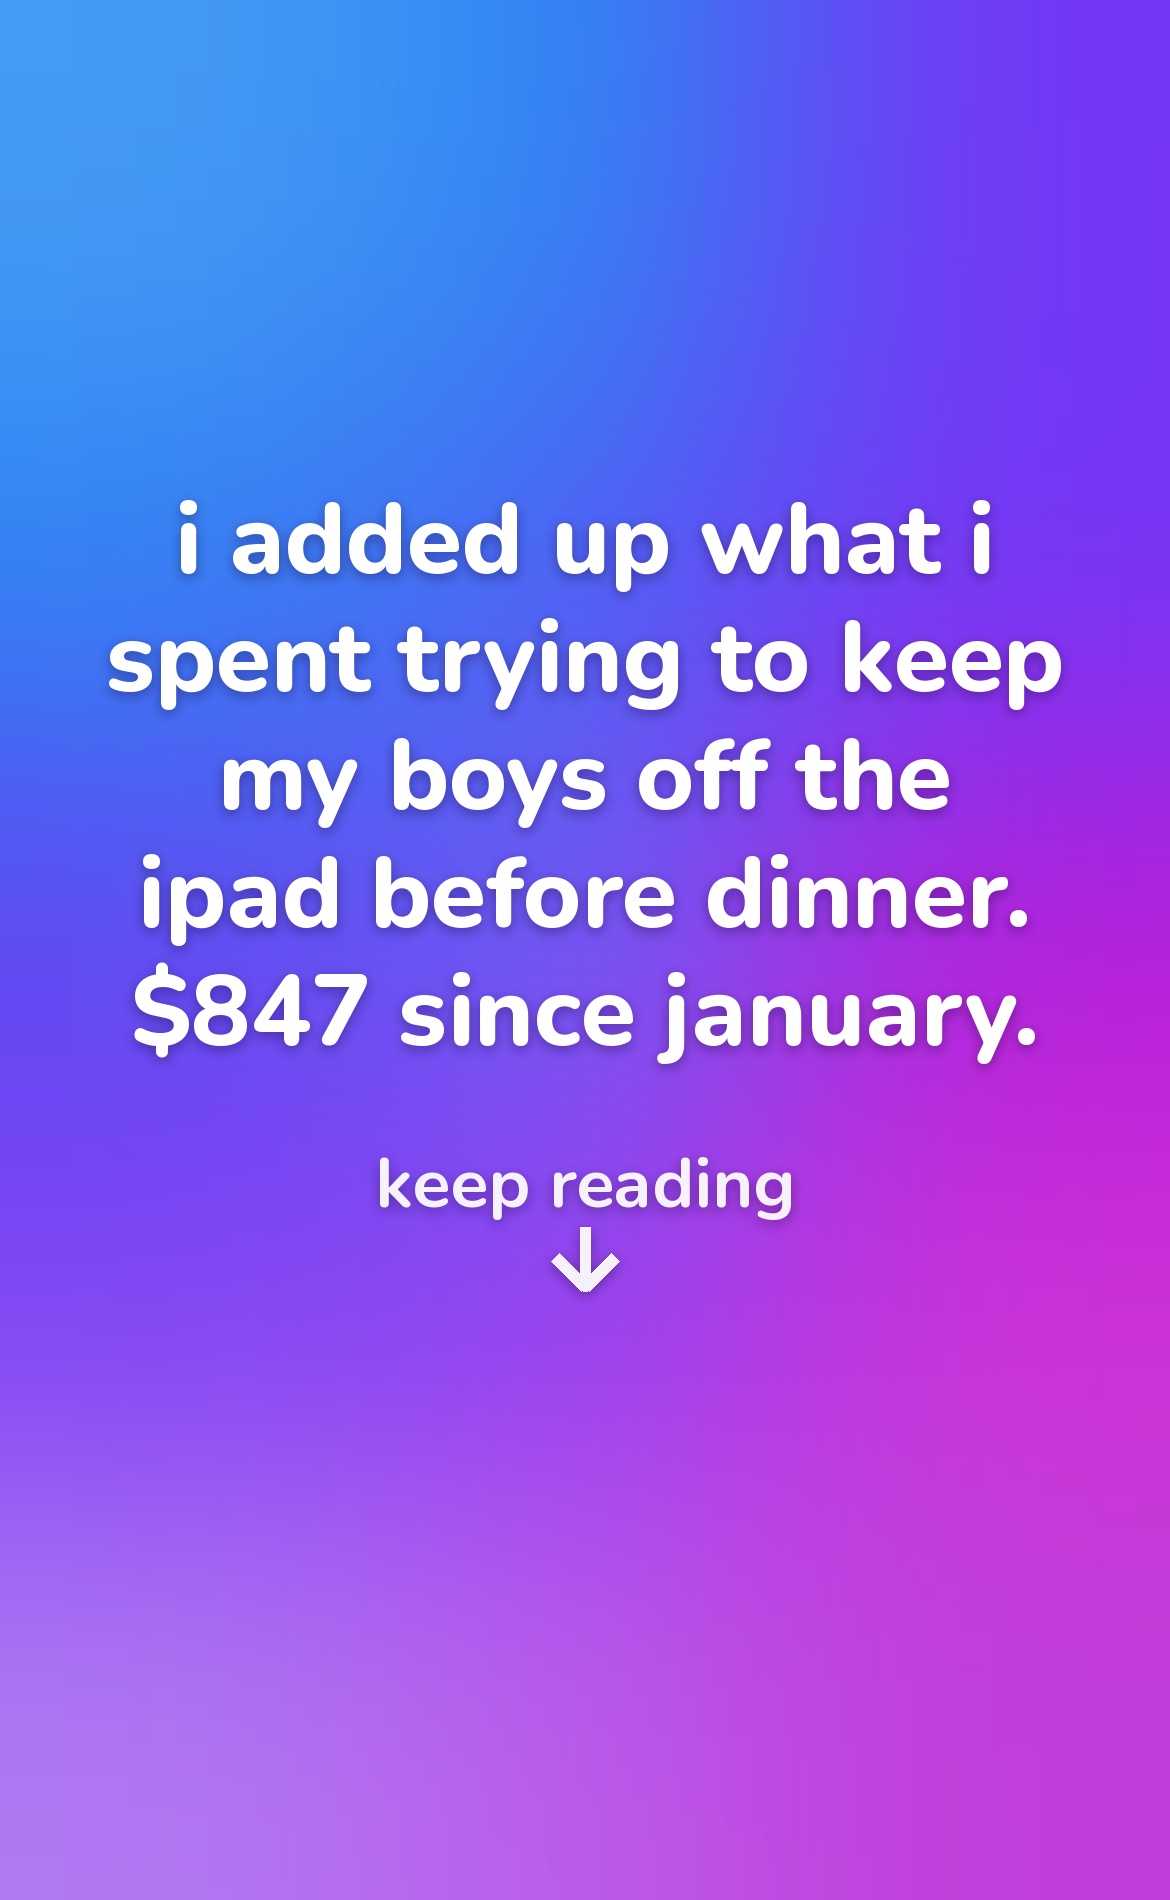 i added up what i
spent trying to keep
my boys off the
ipad before dinner.
$847 since january.
keep reading
↓